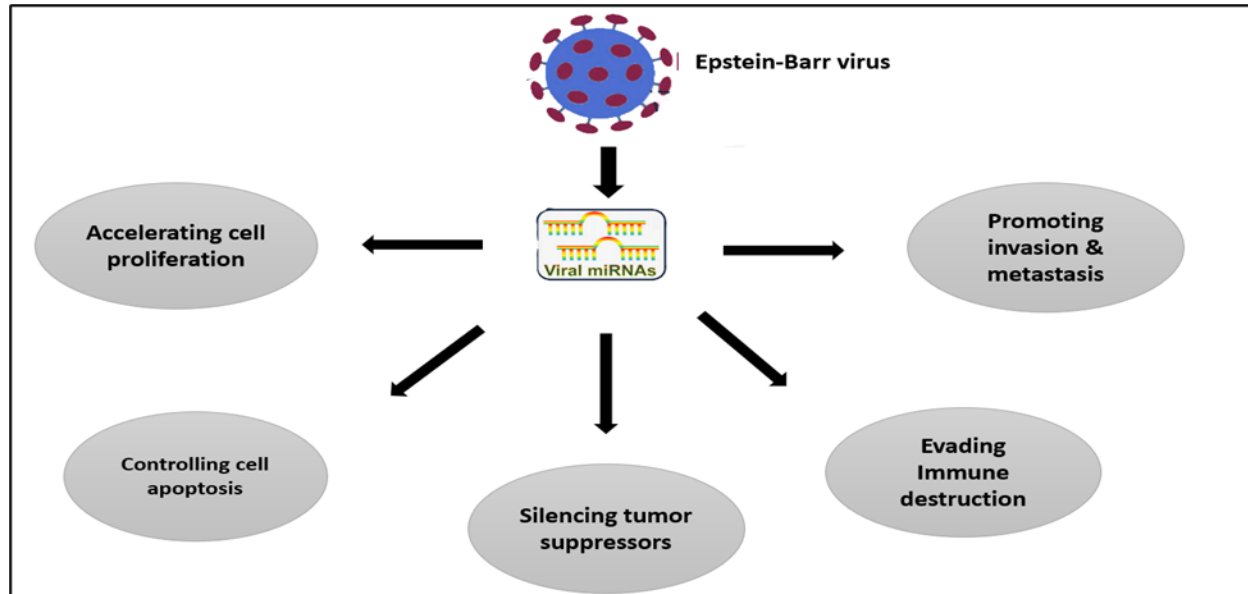 Epstein-Barr virus
Viral miRNAs
Accelerating cell
proliferation
Promoting
invasion &
metastasis
Controlling cell
apoptosis
Silencing tumor
suppressors
Evading
Immune
destruction